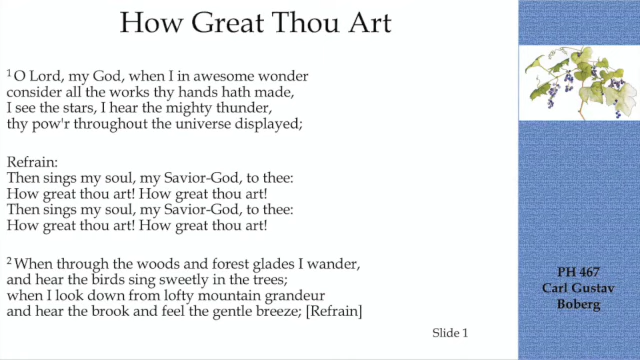 How Great Thou Art
1 O Lord, my God, when I in awesome wonder
consider all the works thy hands hath made,
I see the stars, I hear the mighty thunder,
thy pow'r throughout the universe displayed;
Refrain:
Then sings my soul, my Savior-God, to thee:
How great thou art! How great thou art!
Then sings my soul, my Savior-God, to thee:
How great thou art! How great thou art!
2 When through the woods and forest glades I wander,
and hear the birds sing sweetly in the trees;
when I look down from lofty mountain grandeur
and hear the brook and feel the gentle breeze; [Refrain]
Slide 1
PH 467
Carl Gustav
Boberg